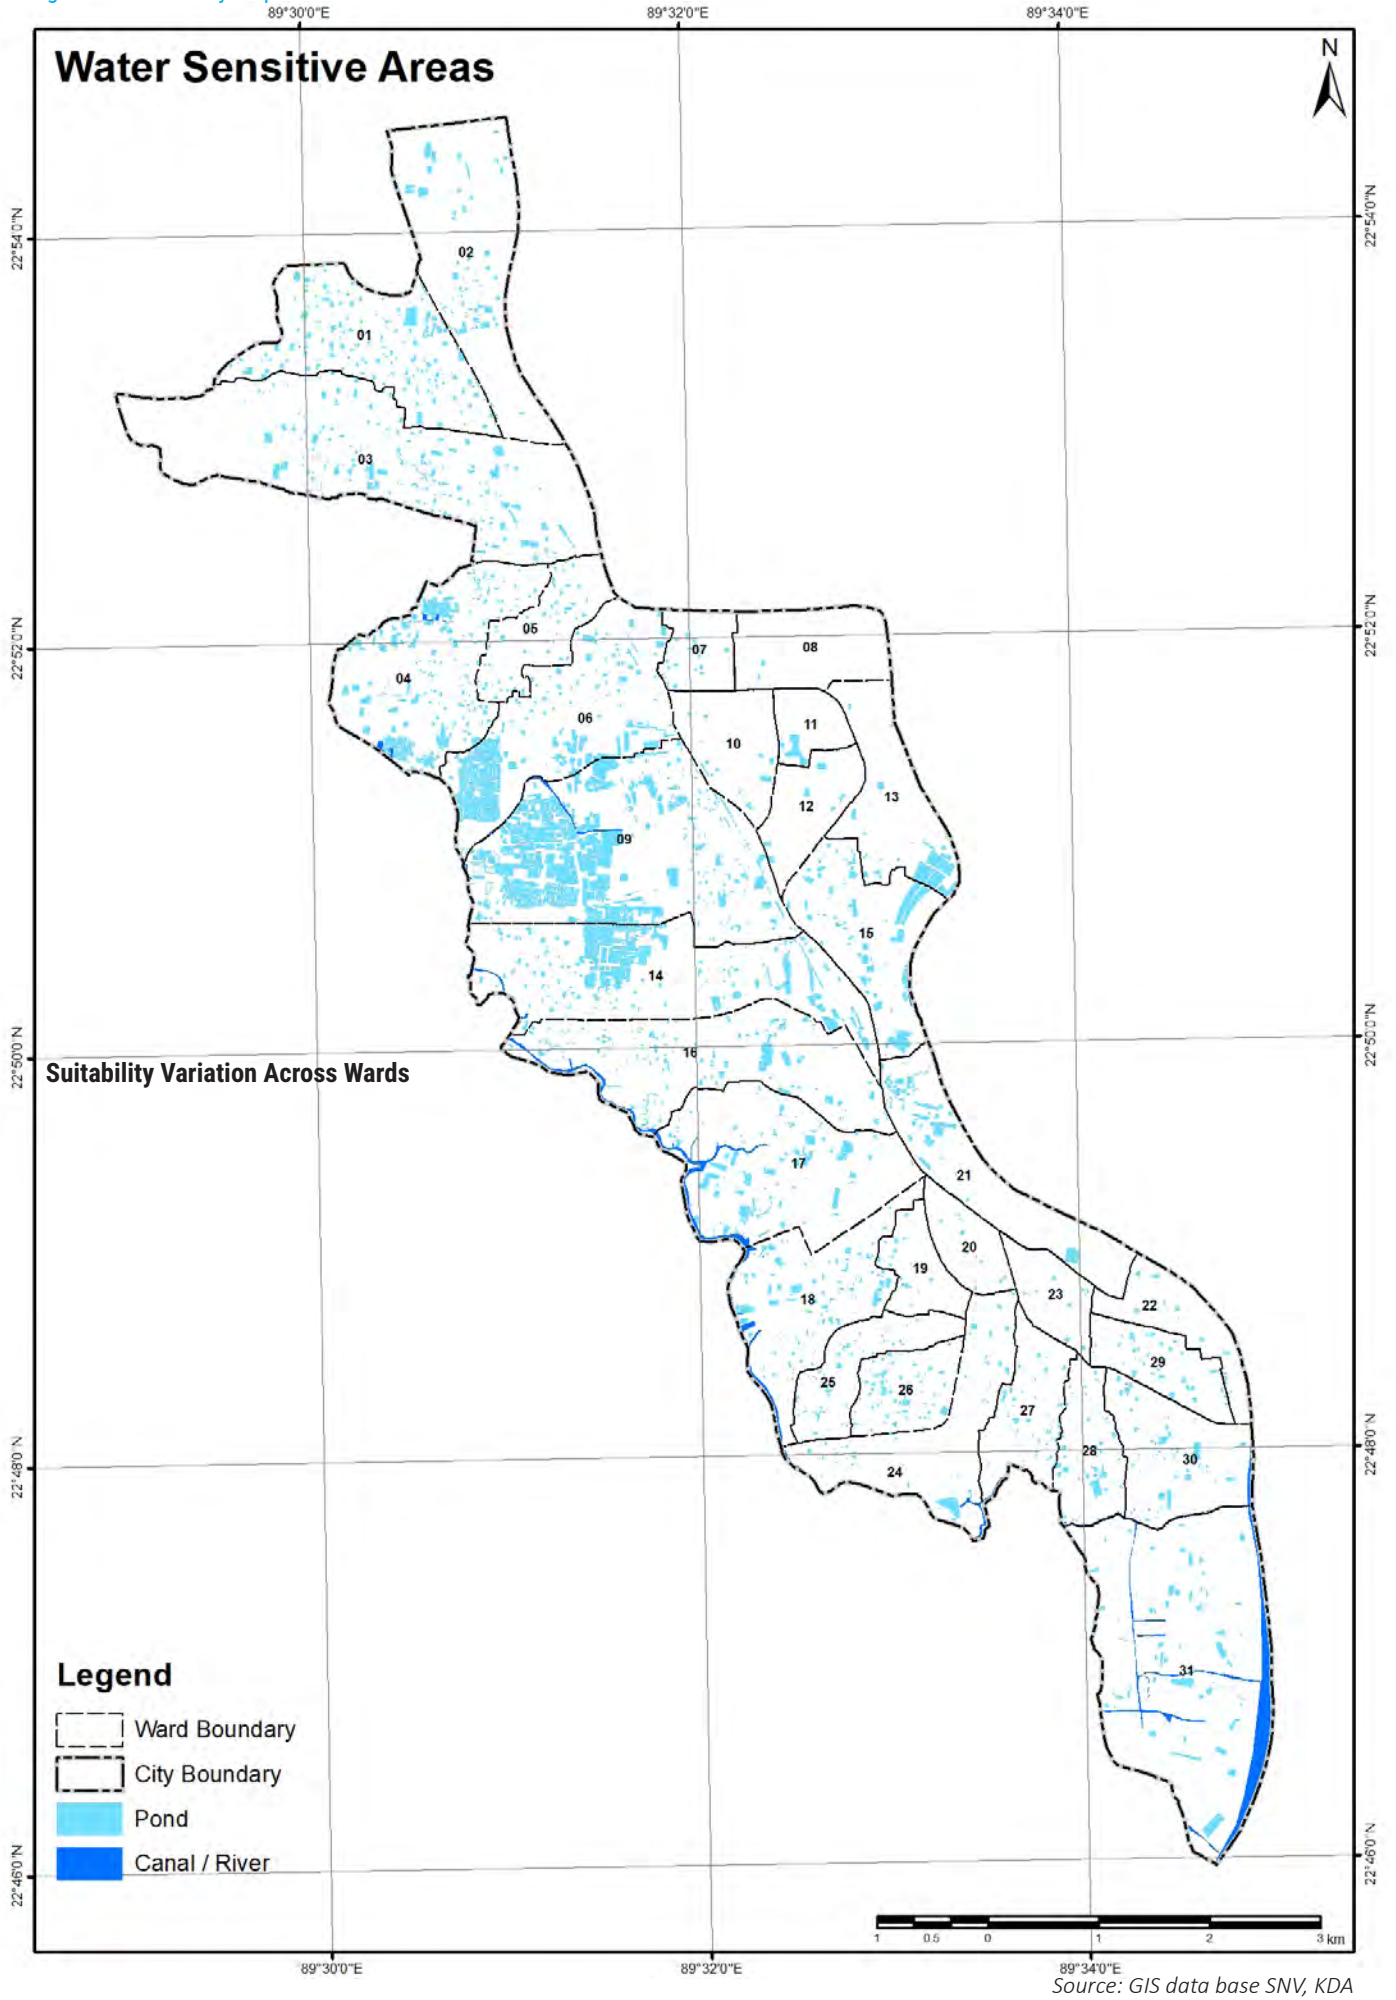 89°30'0"E
89°32'0"E
89°34'0"E
Water Sensitive Areas
N
22°54'0"N
22°54'0"N
02
01
03
22°52'0"N
22°52'0"N
05
07
08
04
06
11
10
13
12
09
15
14
22°50'0"N
22°50'0"N
16
Suitability Variation Across Wards
17
21
20
19
23
18
22
29
25
26
27
22°48'0"N
22°48'0"N
28
30
24
31
Legend
Ward Boundary
City Boundary
Pond
Canal / River
22°46'0"N
22°46'0"N
1 0.5 0 1 2 3 km
89°30'0"E
89°32'0"E
89°34'0"E
Source: GIS data base SNV, KDA